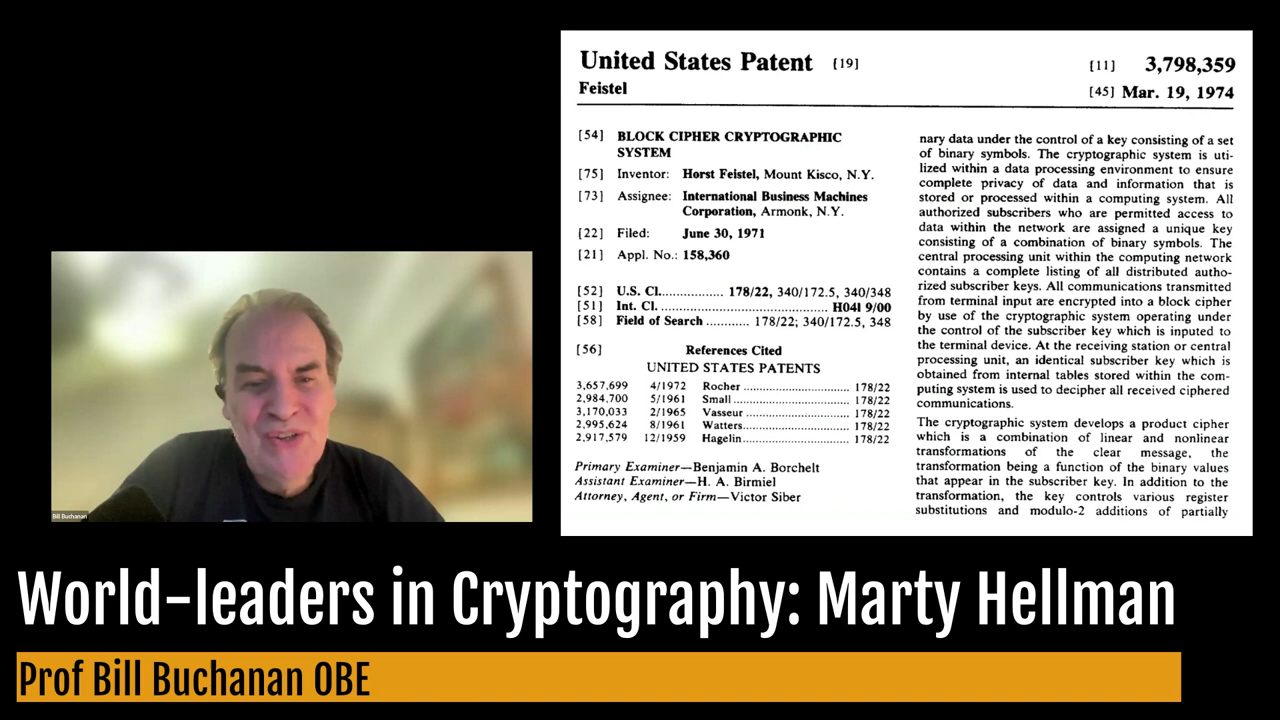 United States Patent [19]
Feistel
[11] 3,798,359
[45] Mar. 19, 1974
[54] BLOCK CIPHER CRYPTOGRAPHIC
SYSTEM
[75] Inventor: Horst Feistel, Mount Kisco, N.Y.
[73] Assignee: International Business Machines
Corporation, Armonk, N.Y.
[22] Filed: June 30, 1971
[21] Appl. No.: 158,360
[52] U.S. Cl. ................ 178/22, 340/172.5, 340/348
[51] Int. Cl. ........................................ H04l 9/00
[58] Field of Search ............ 178/22; 340/172.5, 348
[56] References Cited
UNITED STATES PATENTS
3,657,699 4/1972 Rocher ............................ 178/22
2,984,700 5/1961 Small ............................ 178/22
3,170,033 2/1965 Vasseur ............................ 178/22
2,995,624 8/1961 Watters ............................ 178/22
2,917,579 12/1959 Hagelin ............................ 178/22
Primary Examiner—Benjamin A. Borchelt
Assistant Examiner—H. A. Birmiel
Attorney, Agent, or Firm—Victor Siber
nary data under the control of a key consisting of a set
of binary symbols. The cryptographic system is uti-
lized within a data processing environment to ensure
complete privacy of data and information that is
stored or processed within a computing system. All
authorized subscribers who are permitted access to
data within the network are assigned a unique key
consisting of a combination of binary symbols. The
central processing unit within the computing network
contains a complete listing of all distributed autho-
rized subscriber keys. All communications transmitted
from terminal input are encrypted into a block cipher
by use of the cryptographic system operating under
the control of the subscriber key which is inputed to
the terminal device. At the receiving station or central
processing unit, an identical subscriber key which is
obtained from internal tables stored within the com-
puting system is used to decipher all received ciphered
communications.
The cryptographic system develops a product cipher
which is a combination of linear and nonlinear
transformations of the clear message, the
transformation being a function of the binary values
that appear in the subscriber key. In addition to the
transformation, the key controls various register
substitutions and modulo-2 additions of partially
Bill Buchanan
World-leaders in Cryptography: Marty Hellman
Prof Bill Buchanan OBE